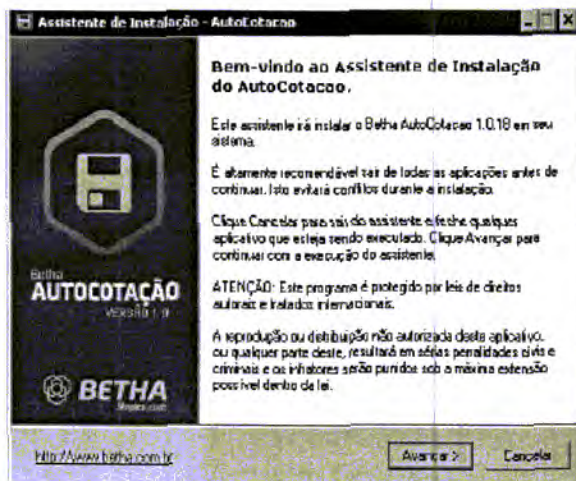 Assistente de Instalação - AutoCotacao
Bem-vindo ao Assistente de Instalação
do AutoCotacao.
Este assistente irá instalar o Betha AutoCotacao 1.0.18 em seu
sistema.
É altamente recomendável sair de todas as aplicações antes de
continuar. Isto evitará conflitos durante a instalação.
Clique Cancelar para sair do assistente e feche qualquer
aplicativo que esteja sendo executado. Clique Avançar para
continuar com a execução do assistente.
ATENÇÃO: Este programa é protegido por leis de direitos
autorais e tratados internacionais.
A reprodução ou distribuição não autorizada deste aplicativo,
ou qualquer parte deste, resultará em sérias penalidades civis e
criminais e os infratores serão punidos sob a máxima extensão
possível dentro da lei.
Betha
AUTOCOTAÇÃO
VERSÃO 1.0
BETHA
http://www.betha.com.br
Avançar >
Cancelar